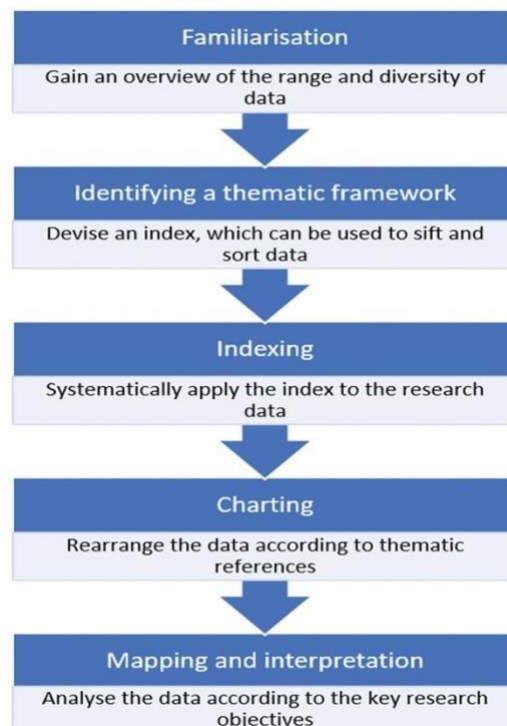 Familiarisation
Gain an overview of the range and diversity of
data
Identifying a thematic framework
Devise an index, which can be used to sift and
sort data
Indexing
Systematically apply the index to the research
data
Charting
Rearrange the data according to thematic
references
Mapping and interpretation
Analyse the data according to the key research
objectives